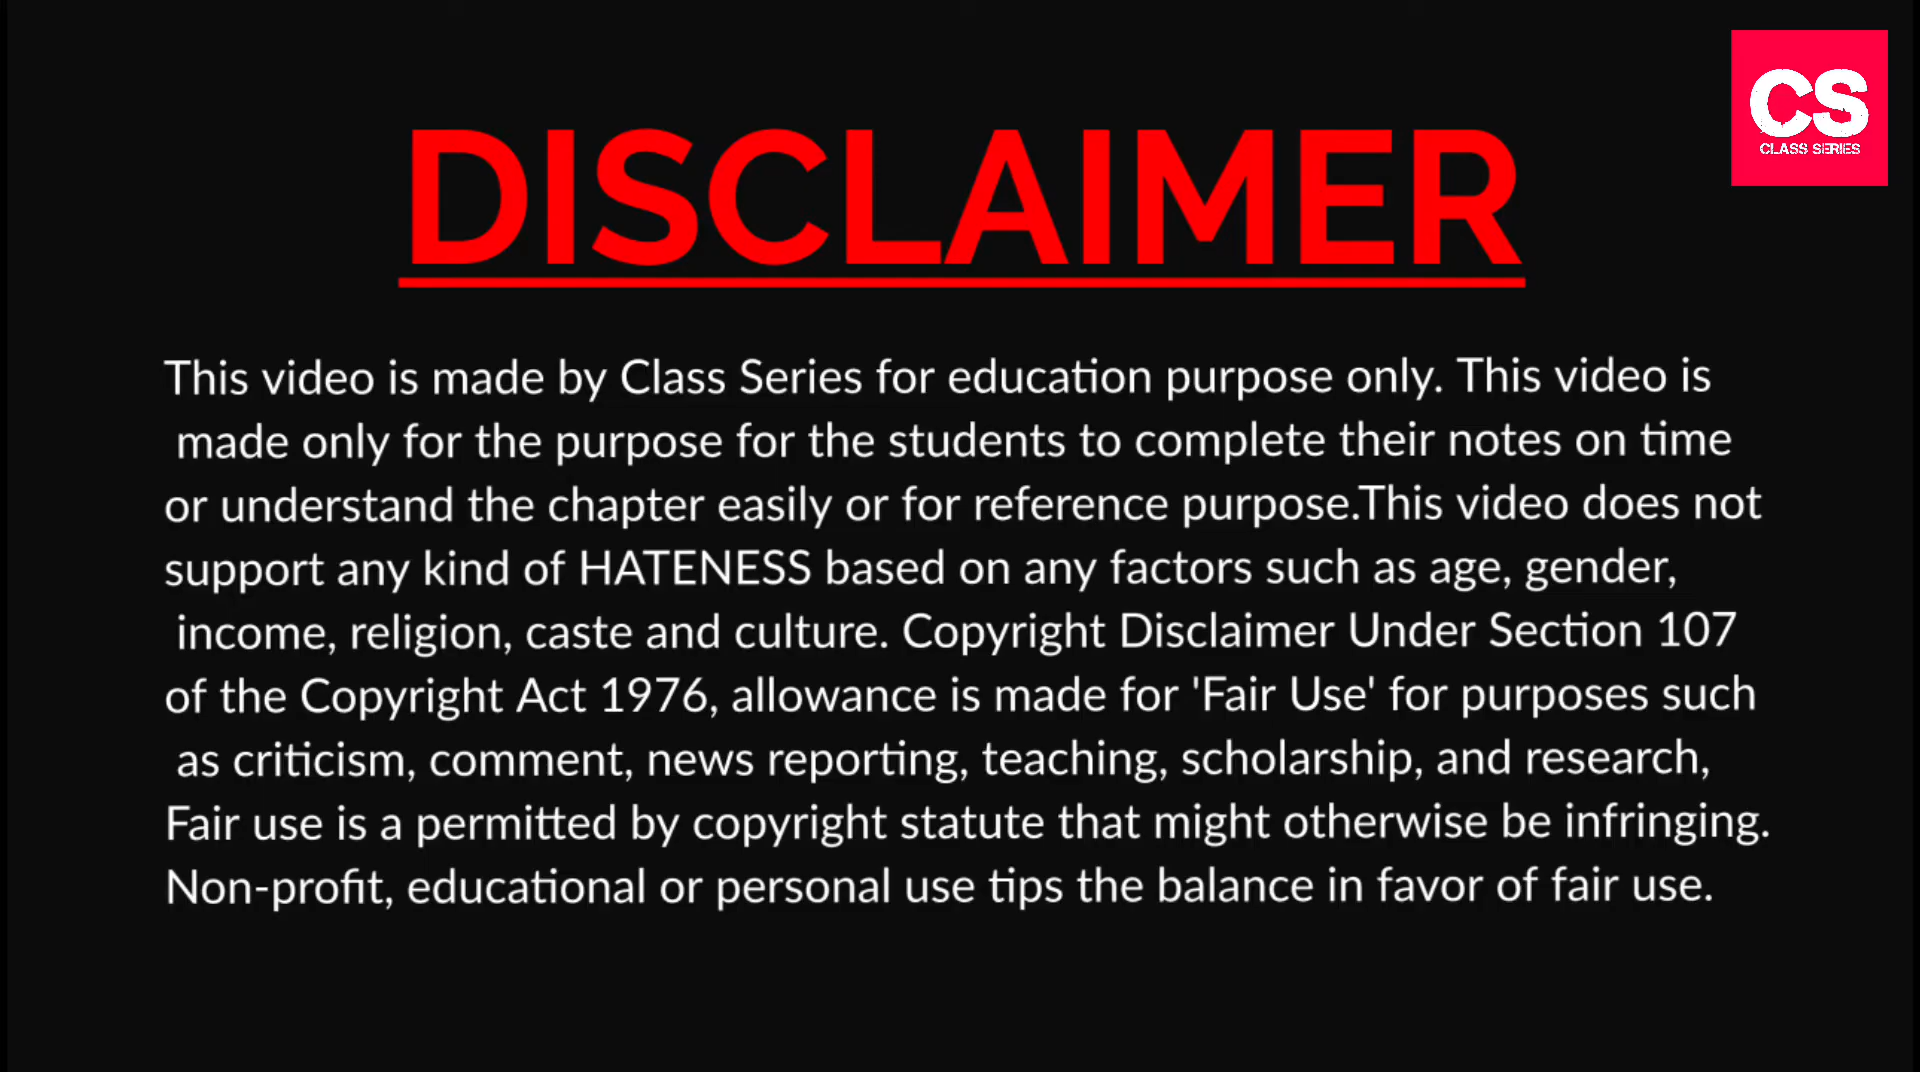 CS
CLASS SERIES
DISCLAIMER
This video is made by Class Series for education purpose only. This video is
made only for the purpose for the students to complete their notes on time
or understand the chapter easily or for reference purpose.This video does not
support any kind of HATENESS based on any factors such as age, gender,
income, religion, caste and culture. Copyright Disclaimer Under Section 107
of the Copyright Act 1976, allowance is made for 'Fair Use' for purposes such
as criticism, comment, news reporting, teaching, scholarship, and research,
Fair use is a permitted by copyright statute that might otherwise be infringing.
Non-profit, educational or personal use tips the balance in favor of fair use.